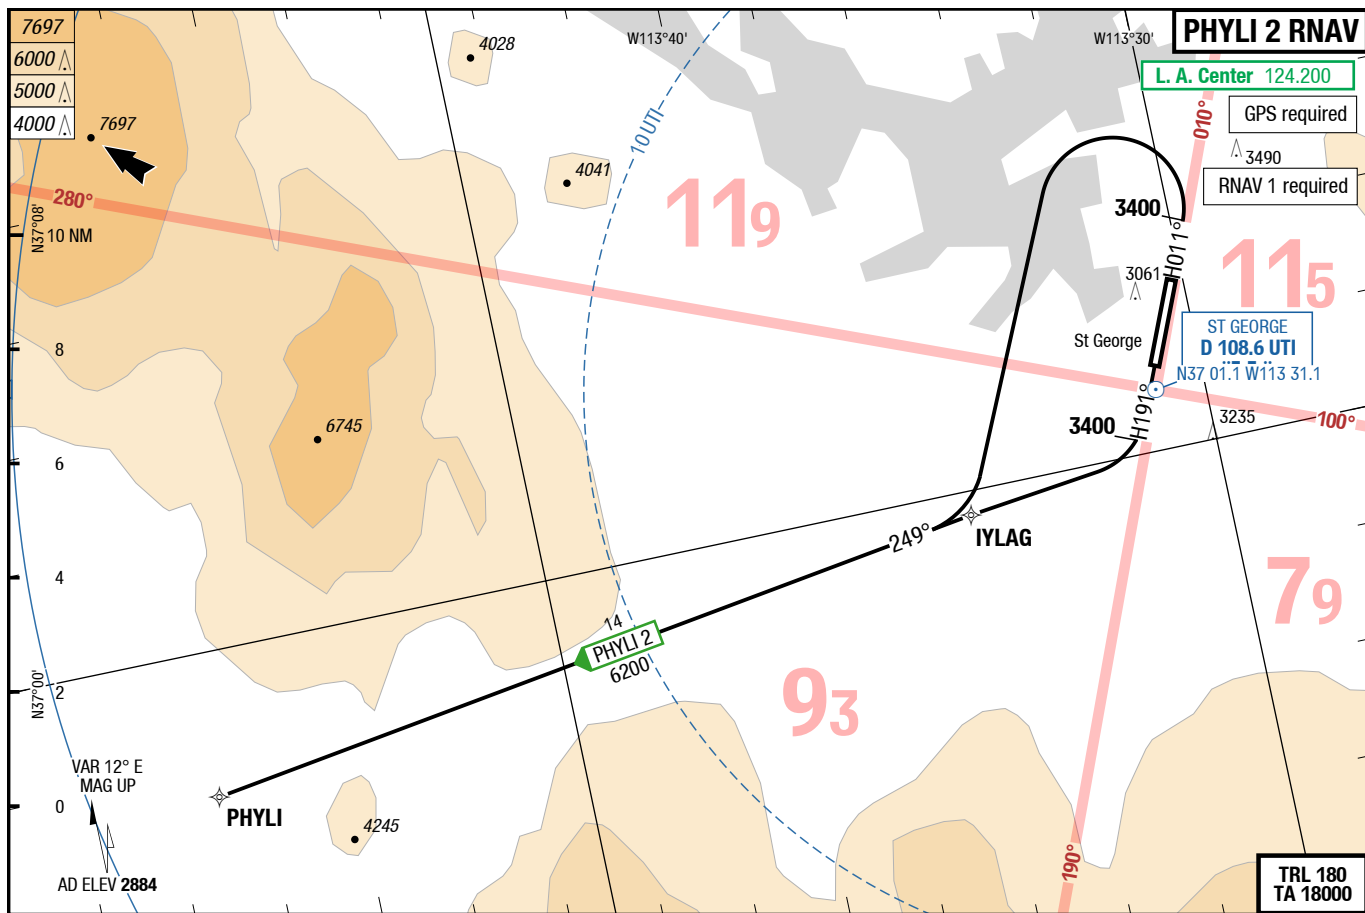 PHYLI 2 RNAV
7697
6000
5000
4000
4028
W113°40'
W113°30'
L. A. Center 124.200
GPS required
3490
RNAV 1 required
7697
10 UTI
010°
4041
280°
119
N37°08'
10 NM
3400
H011°
3061
115
St George
ST GEORGE
D 108.6 UTI
N37 01.1 W113 31.1
8
H191°
3400
3235
100°
6745
6
249°
IYLAG
4
79
14
PHYLI 2
6200
N37°00'
2
93
VAR 12° E
MAG UP
0
PHYLI
4245
190°
AD ELEV 2884
TRL 180
TA 18000